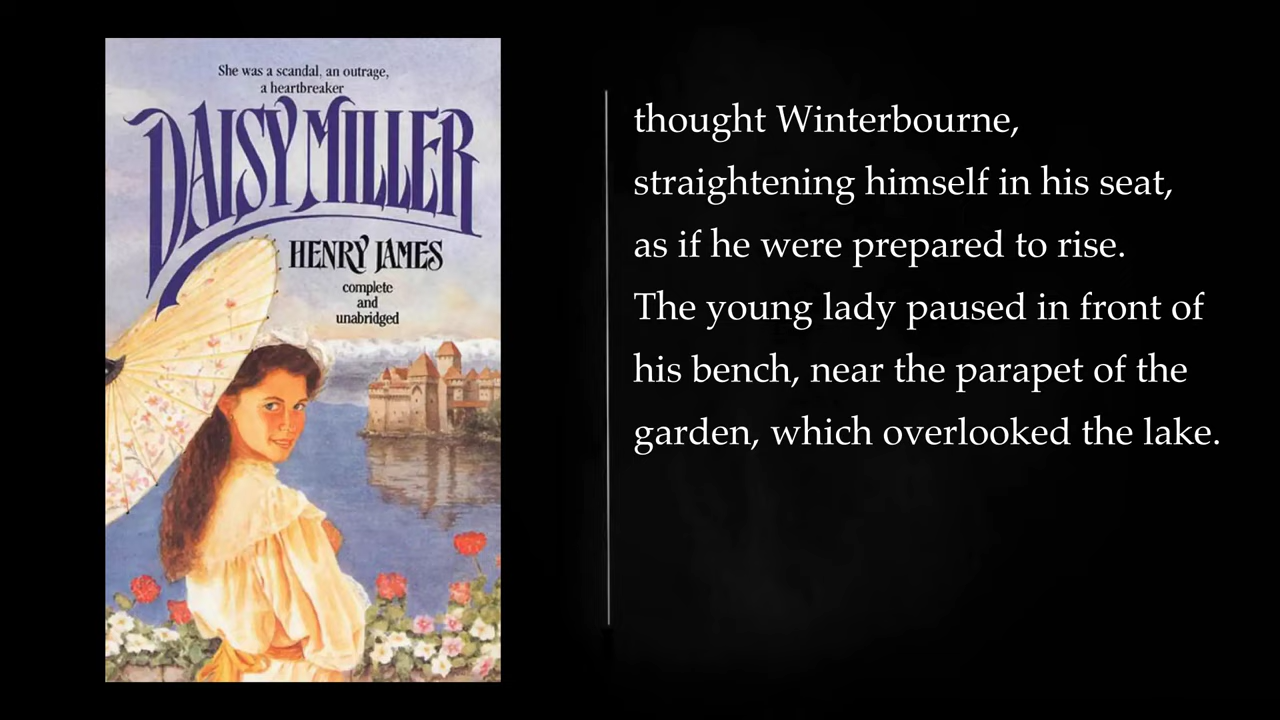 She was a scandal, an outrage,
a heartbreaker
DAISY MILLER
HENRY JAMES
complete
and
unabridged
thought Winterbourne,
straightening himself in his seat,
as if he were prepared to rise.
The young lady paused in front of
his bench, near the parapet of the
garden, which overlooked the lake.